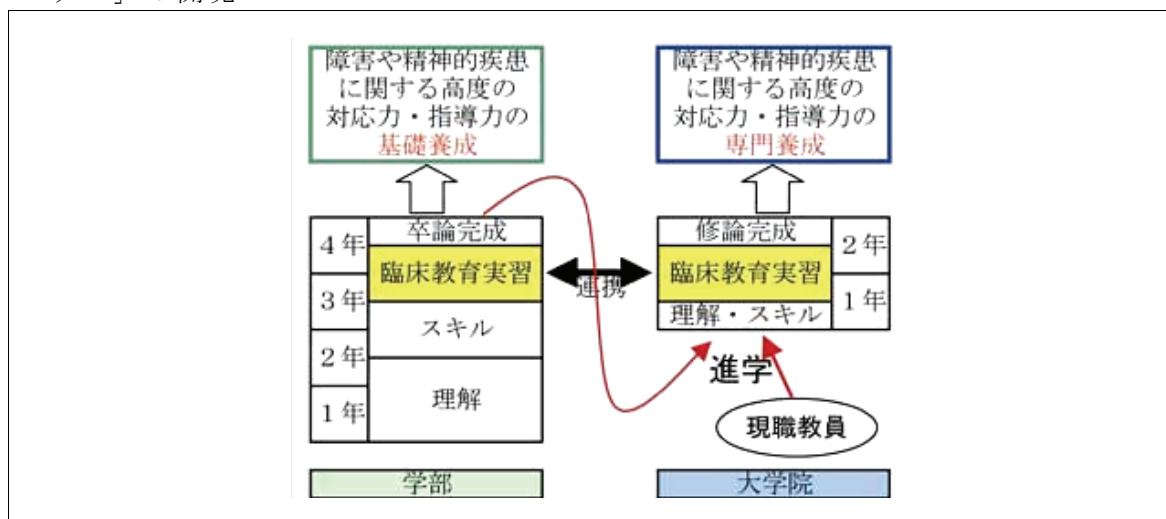 障害や精神的疾患
に関する高度の
対応力・指導力の
基礎養成
障害や精神的疾患
に関する高度の
対応力・指導力の
専門養成
4年
3年
2年
1年
卒論完成
臨床教育実習
スキル
理解
連携
修論完成
臨床教育実習
理解・スキル
2年
1年
進学
現職教員
学部
大学院